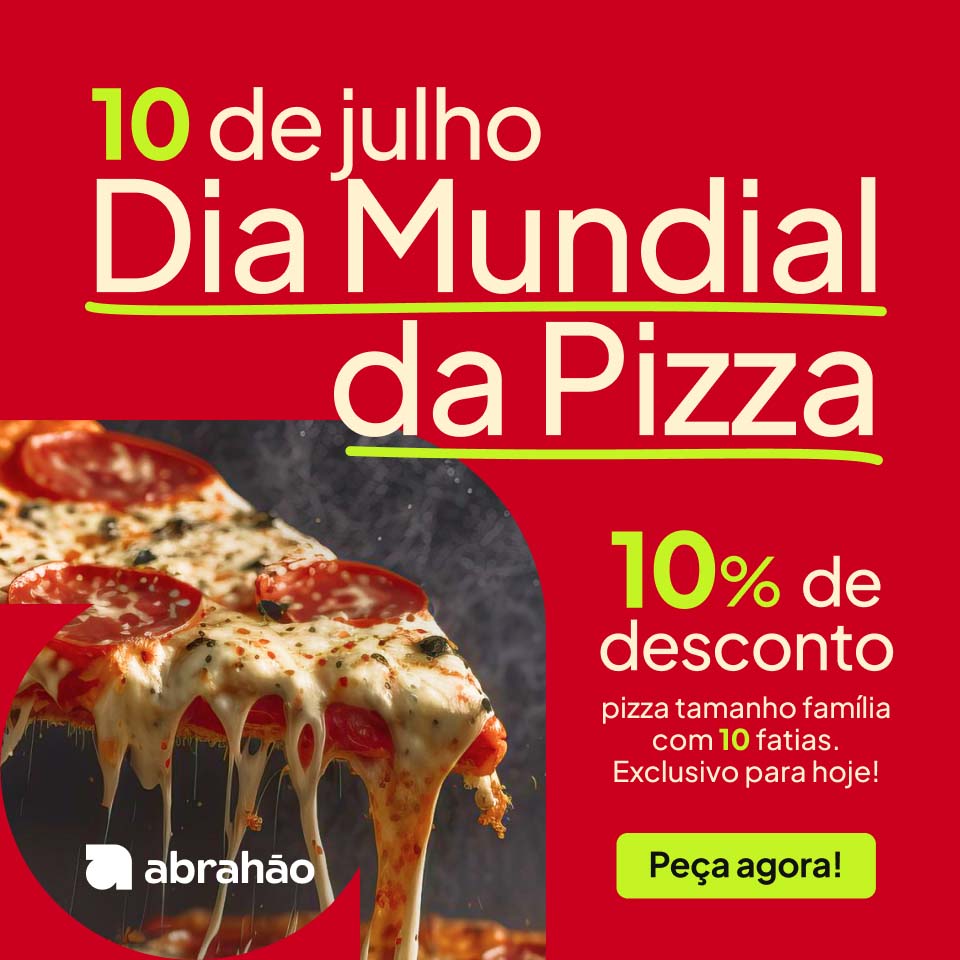 10 de julho
Dia Mundial
da Pizza
10% de
desconto
pizza tamanho família
com 10 fatias.
Exclusivo para hoje!
Peça agora!
abrahão